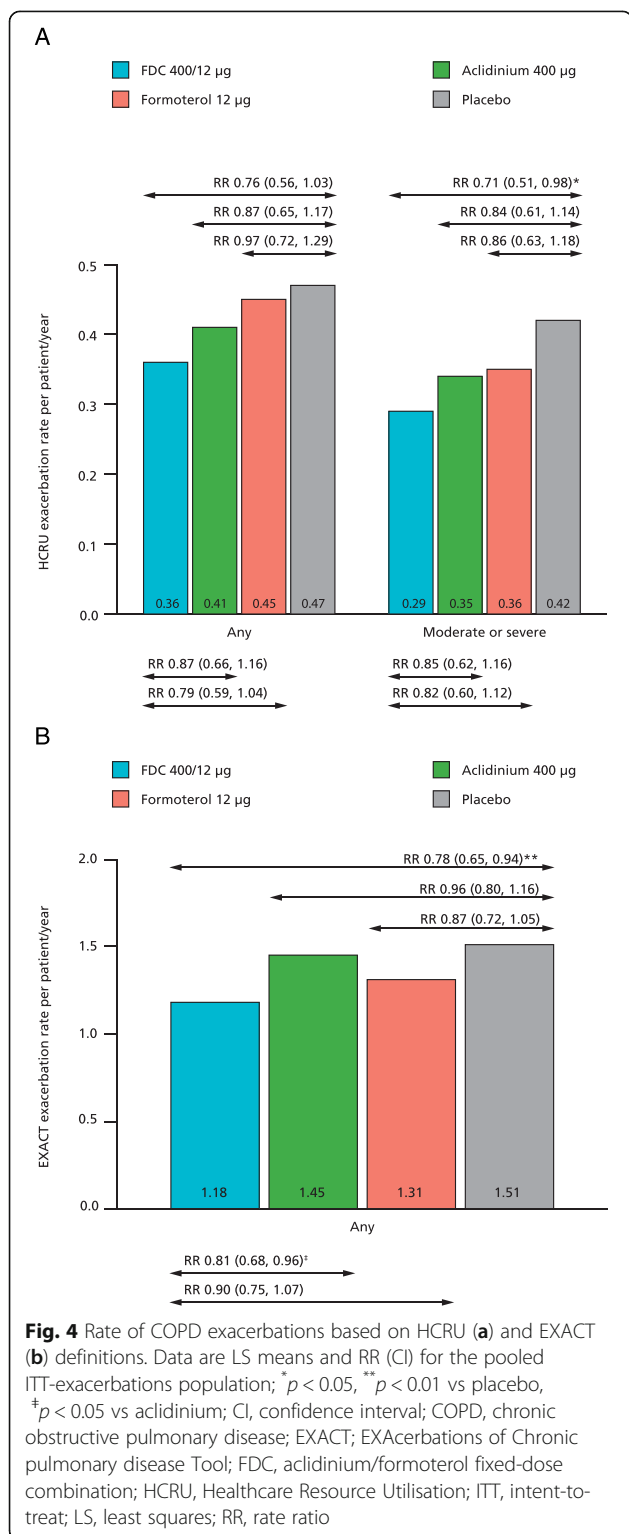 A
FDC 400/12 µg
Aclidinium 400 µg
Formoterol 12 µg
Placebo
RR 0.76 (0.56, 1.03)
RR 0.71 (0.51, 0.98)*
RR 0.87 (0.65, 1.17)
RR 0.84 (0.61, 1.14)
RR 0.97 (0.72, 1.29)
RR 0.86 (0.63, 1.18)
HCRU exacerbation rate per patient/year
0.5
0.4
0.3
0.2
0.1
0.0
0.36
0.41
0.45
0.47
0.29
0.35
0.36
0.42
Any
Moderate or severe
RR 0.87 (0.66, 1.16)
RR 0.85 (0.62, 1.16)
RR 0.79 (0.59, 1.04)
RR 0.82 (0.60, 1.12)
B
FDC 400/12 µg
Aclidinium 400 µg
Formoterol 12 µg
Placebo
RR 0.78 (0.65, 0.94)**
RR 0.96 (0.80, 1.16)
RR 0.87 (0.72, 1.05)
EXACT exacerbation rate per patient/year
2.0
1.5
1.0
0.5
0.0
1.18
1.45
1.31
1.51
Any
RR 0.81 (0.68, 0.96)‡
RR 0.90 (0.75, 1.07)
Fig. 4 Rate of COPD exacerbations based on HCRU (a) and EXACT
(b) definitions. Data are LS means and RR (CI) for the pooled
ITT-exacerbations population; *p < 0.05, **p < 0.01 vs placebo,
‡p < 0.05 vs aclidinium; CI, confidence interval; COPD, chronic
obstructive pulmonary disease; EXACT; EXAcerbations of Chronic
pulmonary disease Tool; FDC, aclidinium/formoterol fixed-dose
combination; HCRU, Healthcare Resource Utilisation; ITT, intent-to-
treat; LS, least squares; RR, rate ratio